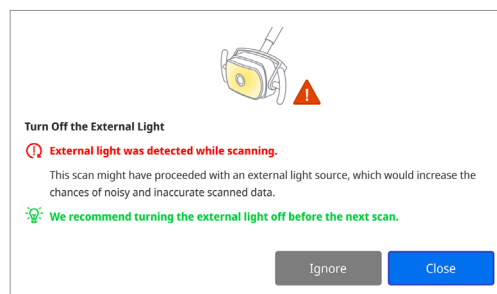 Turn Off the External Light
External light was detected while scanning.
This scan might have proceeded with an external light source, which would increase the
chances of noisy and inaccurate scanned data.
We recommend turning the external light off before the next scan.
Ignore
Close